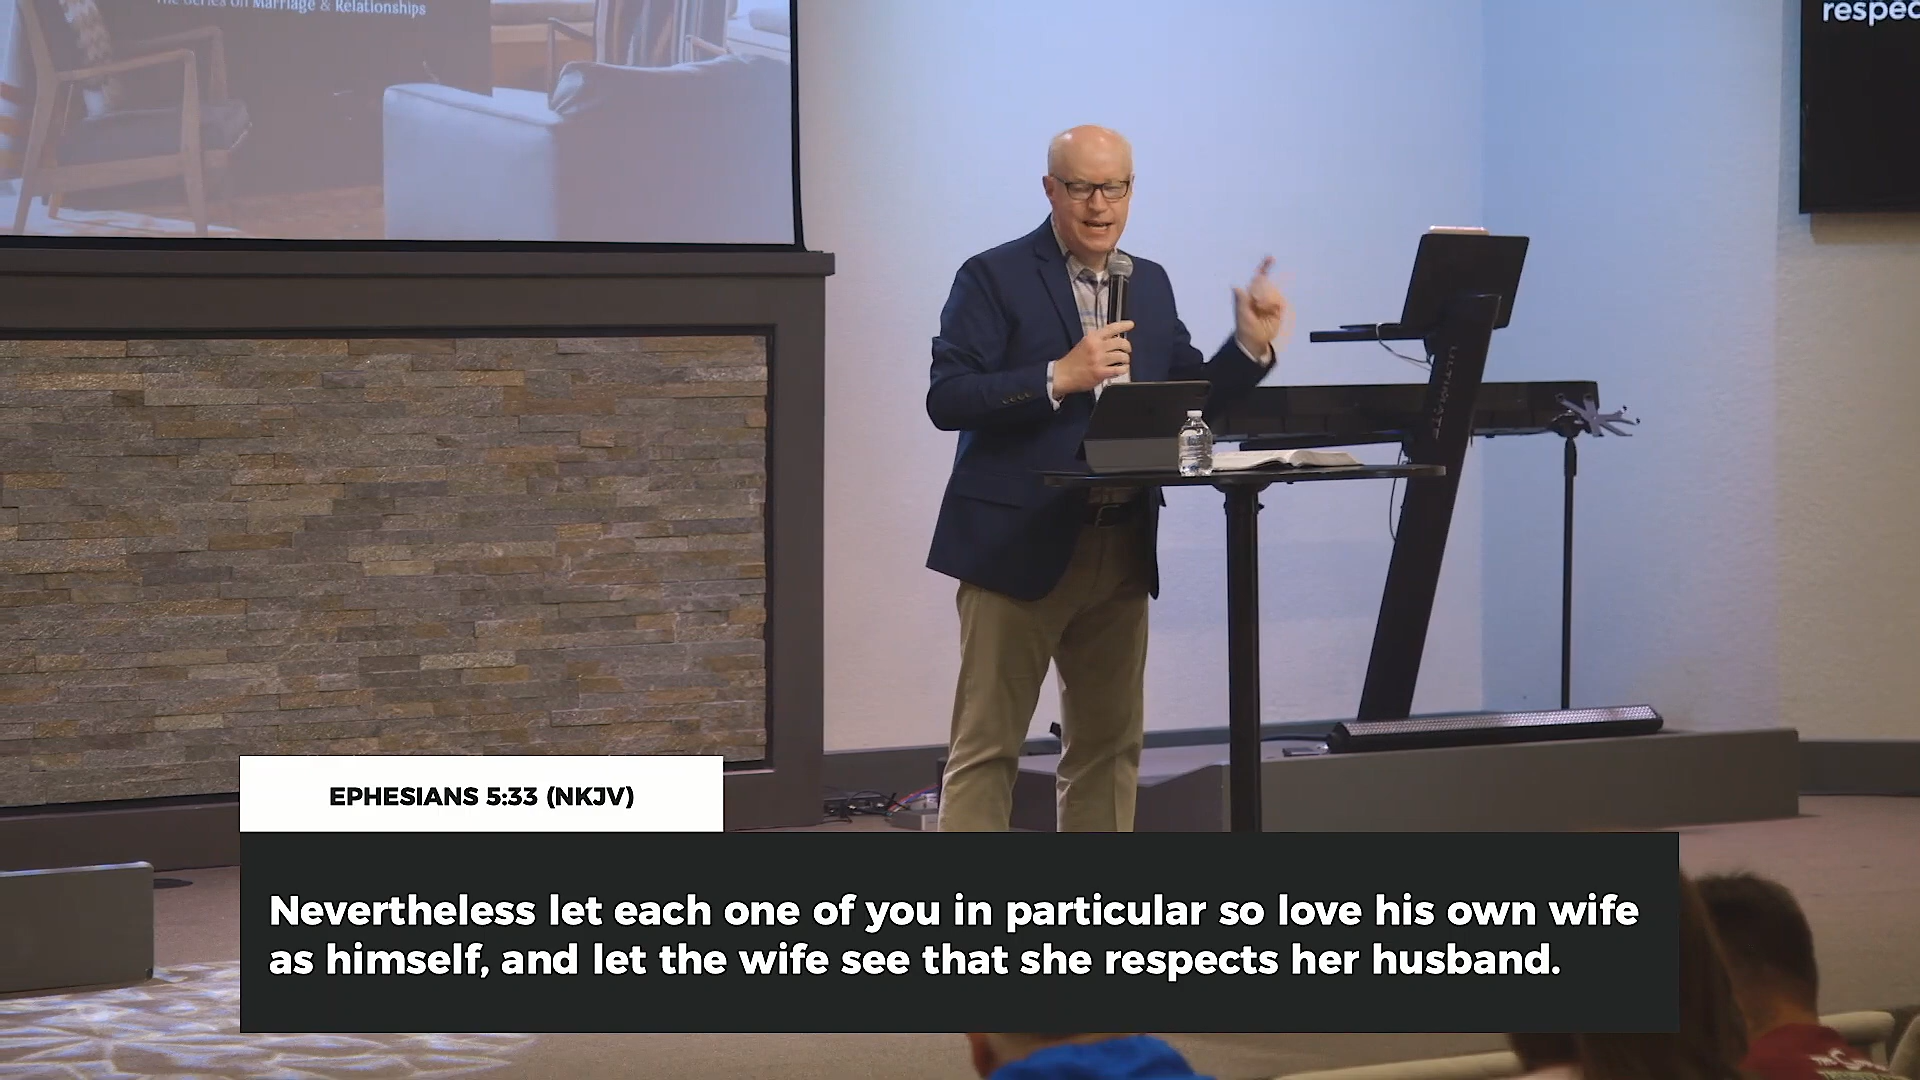 The Series on Marriage & Relationships
respec
ULTIMATE
EPHESIANS 5:33 (NKJV)
Nevertheless let each one of you in particular so love his own wife
as himself, and let the wife see that she respects her husband.